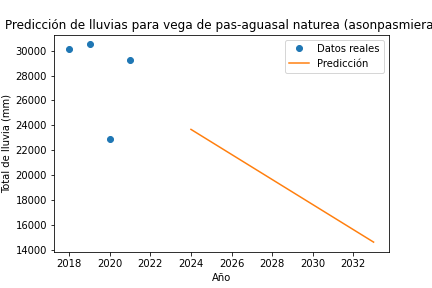 Predicción de lluvias para vega de pas-aguasal naturea (asonpasmiera
30000
28000
26000
24000
22000
20000
18000
16000
14000
Total de lluvia (mm)
Datos reales
Predicción
2018 2020 2022 2024 2026 2028 2030 2032
Año